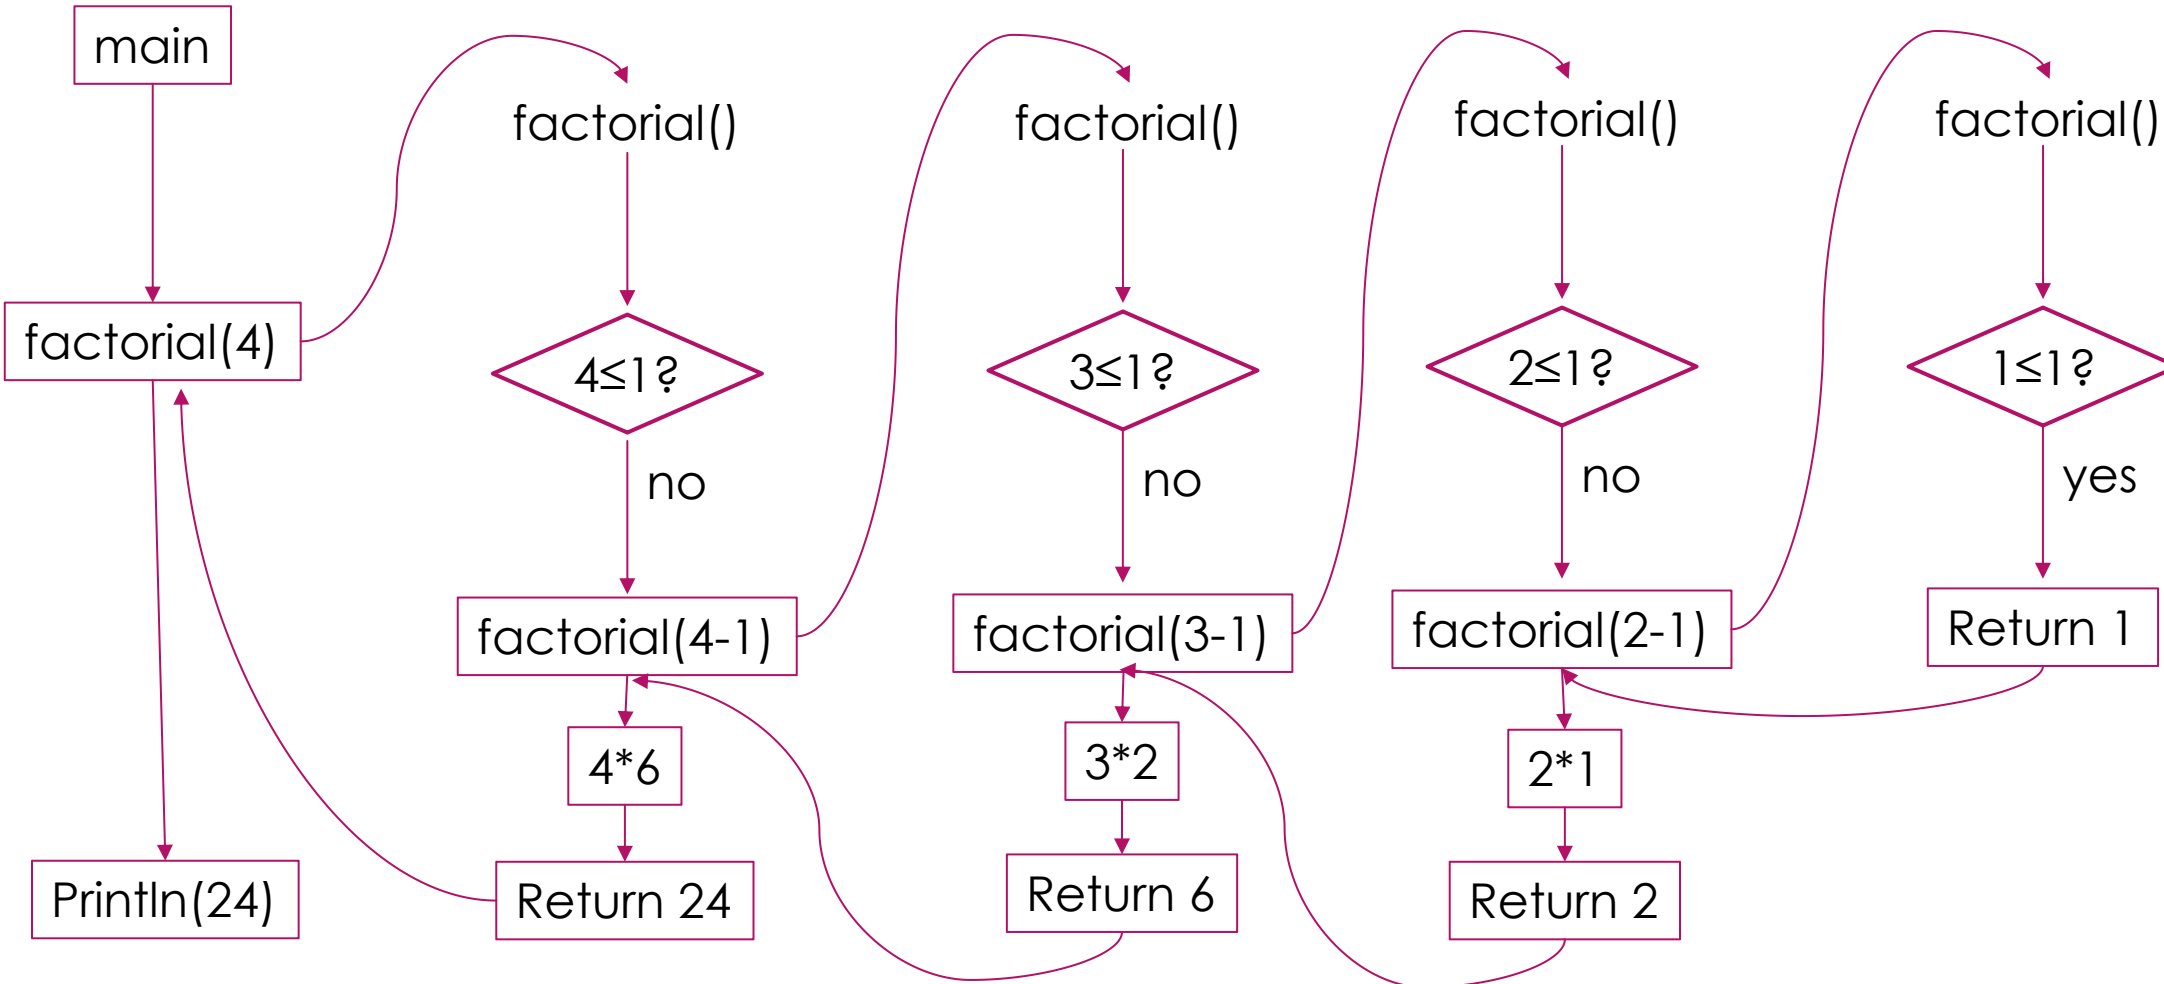 main
factorial(4)
Println(24)
factorial()
4≤1?
no
factorial(4-1)
4*6
Return 24
factorial()
3≤1?
no
factorial(3-1)
3*2
Return 6
factorial()
2≤1?
no
factorial(2-1)
2*1
Return 2
factorial()
1≤1?
yes
Return 1